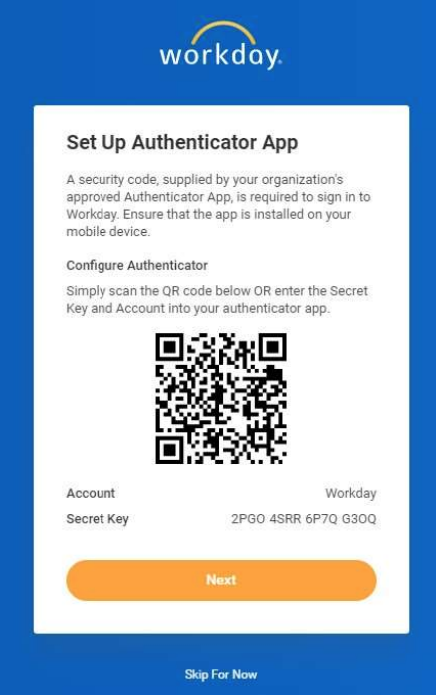 workday.
Set Up Authenticator App
A security code, supplied by your organization's
approved Authenticator App, is required to sign in to
Workday. Ensure that the app is installed on your
mobile device.
Configure Authenticator
Simply scan the QR code below OR enter the Secret
Key and Account into your authenticator app.
Account Workday
Secret Key 2PGO 4SRR 6P7Q G3OQ
Next
Skip For Now